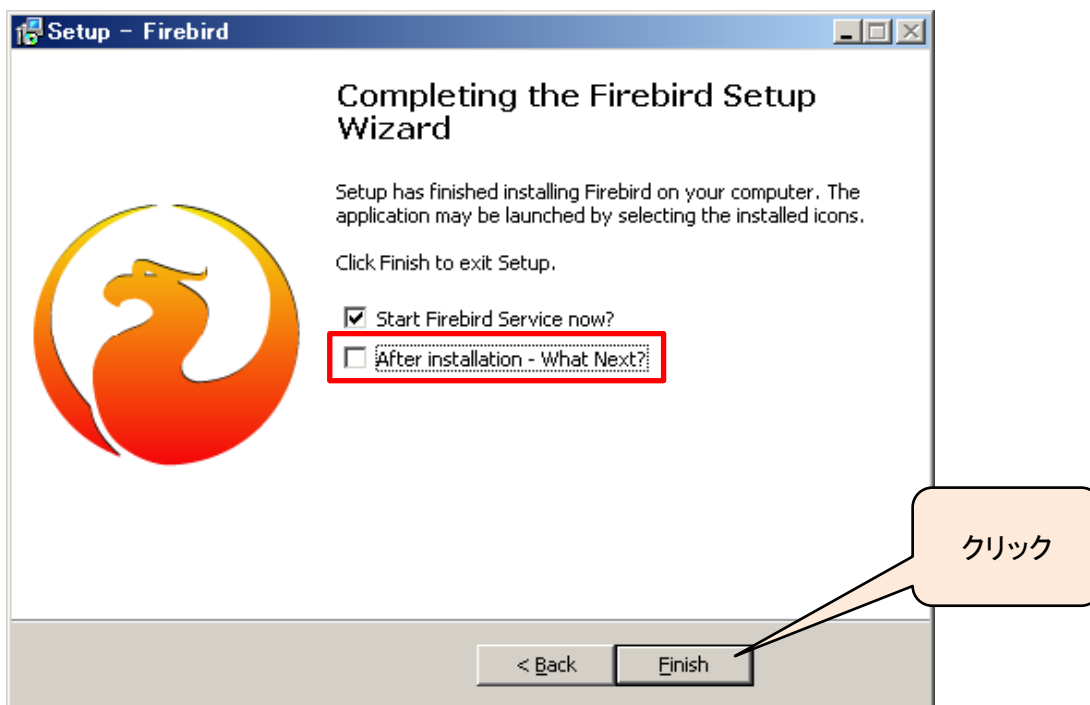 Setup - Firebird
Completing the Firebird Setup
Wizard
Setup has finished installing Firebird on your computer. The
application may be launched by selecting the installed icons.
Click Finish to exit Setup.
Start Firebird Service now?
After installation - What Next?
クリック
< Back
Finish